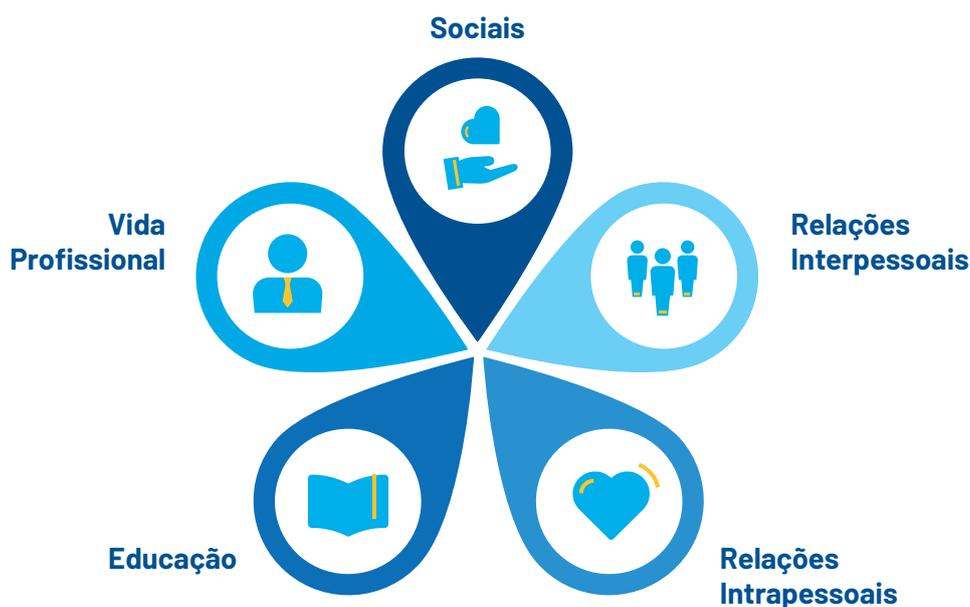 Sociais
Vida
Profissional
Relações
Interpessoais
Educação
Relações
Intrapessoais